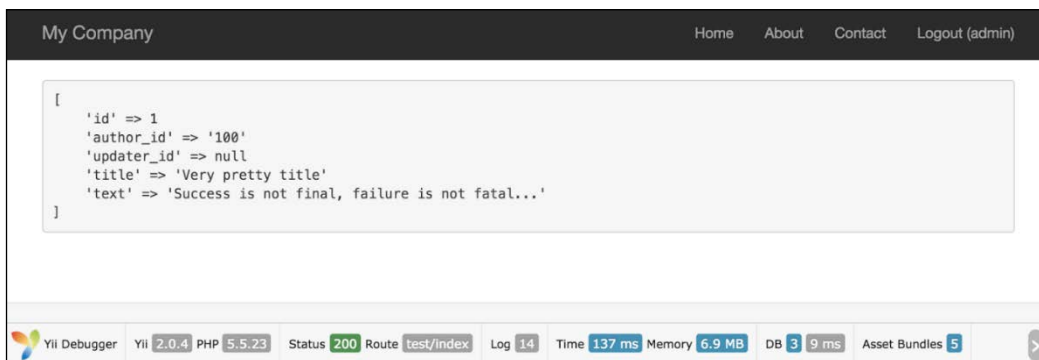 My Company Home About Contact Logout (admin)
[
'id' => 1
'author_id' => '100'
'updater_id' => null
'title' => 'Very pretty title'
'text' => 'Success is not final, failure is not fatal...'
]
Yii Debugger Yii 2.0.4 PHP 5.5.23 Status 200 Route test/index Log 14 Time 137 ms Memory 6.9 MB DB 3 9 ms Asset Bundles 5